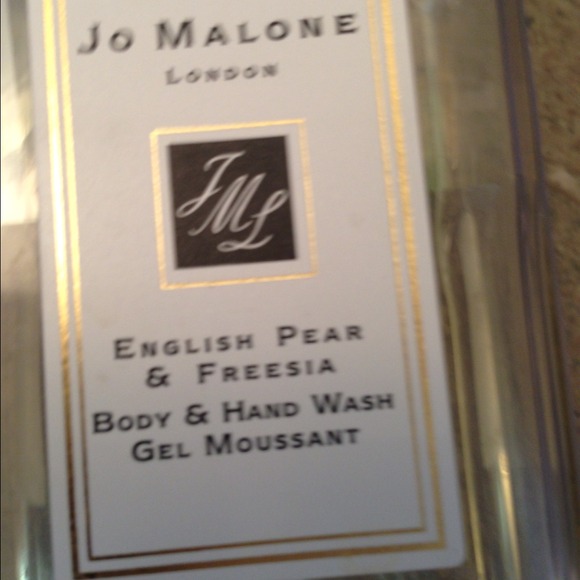 Jo Malone
London
JML
English Pear
& Freesia
Body & Hand Wash
Gel Moussant